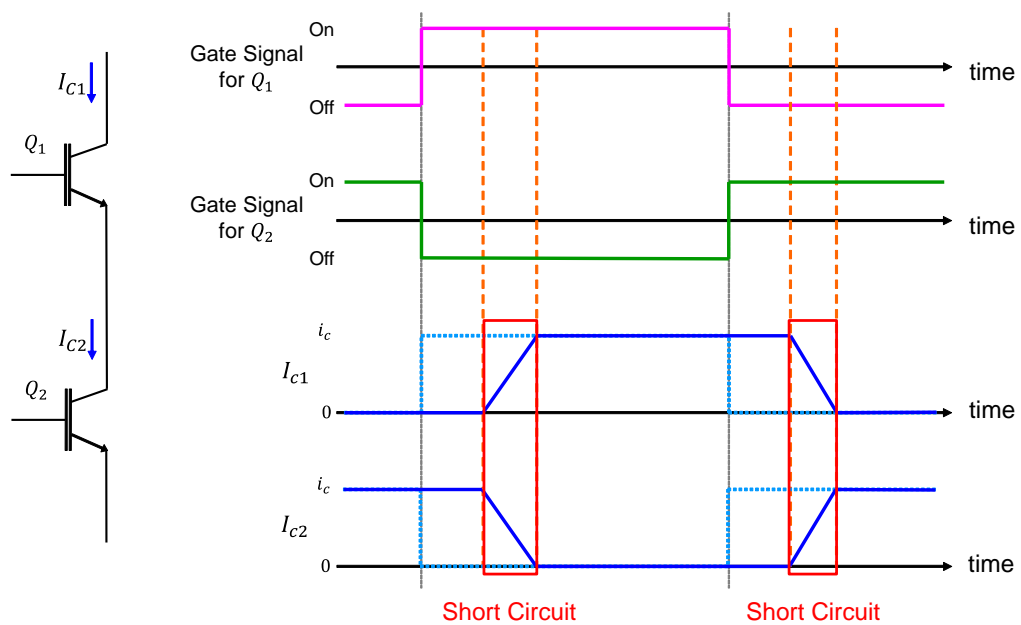 I_{C1}
Q_1
I_{C2}
Q_2
On
Gate Signal
for Q_1
Off
time
On
Gate Signal
for Q_2
Off
time
i_c
I_{c1}
0
time
i_c
I_{c2}
0
time
Short Circuit
Short Circuit